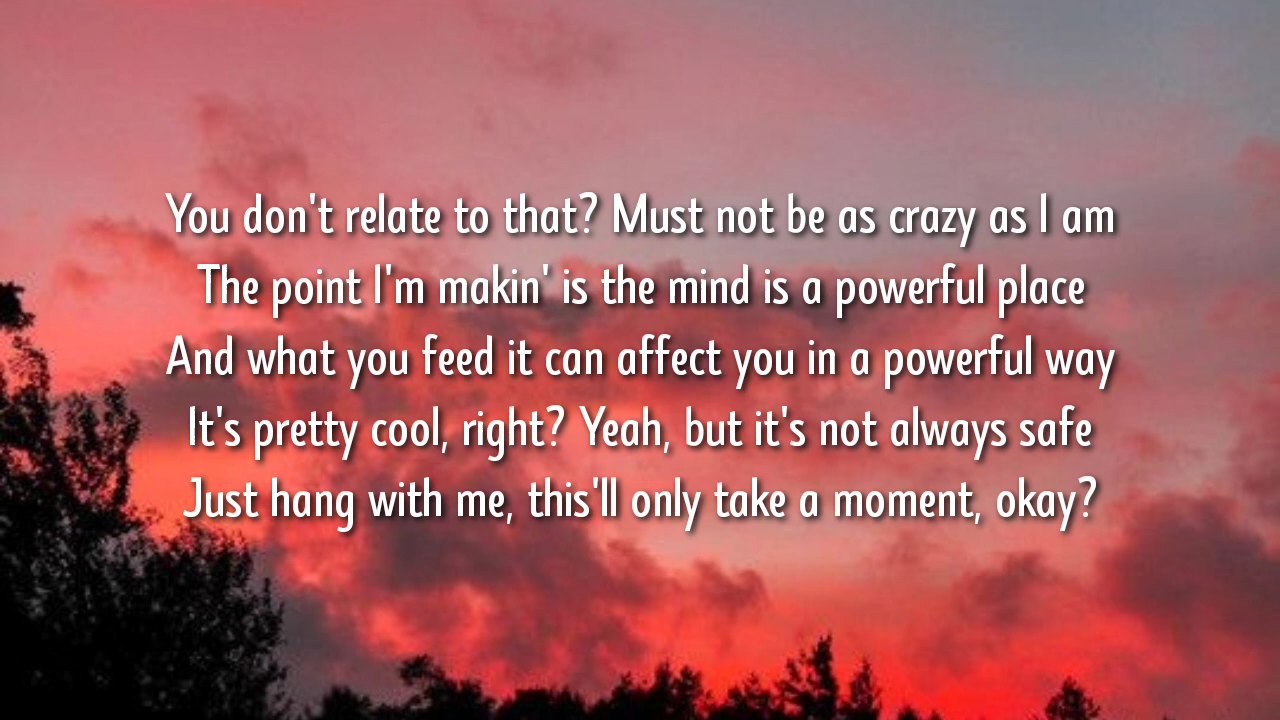 You don't relate to that? Must not be as crazy as I am
The point I'm makin' is the mind is a powerful place
And what you feed it can affect you in a powerful way
It's pretty cool, right? Yeah, but it's not always safe
Just hang with me, this'll only take a moment, okay?